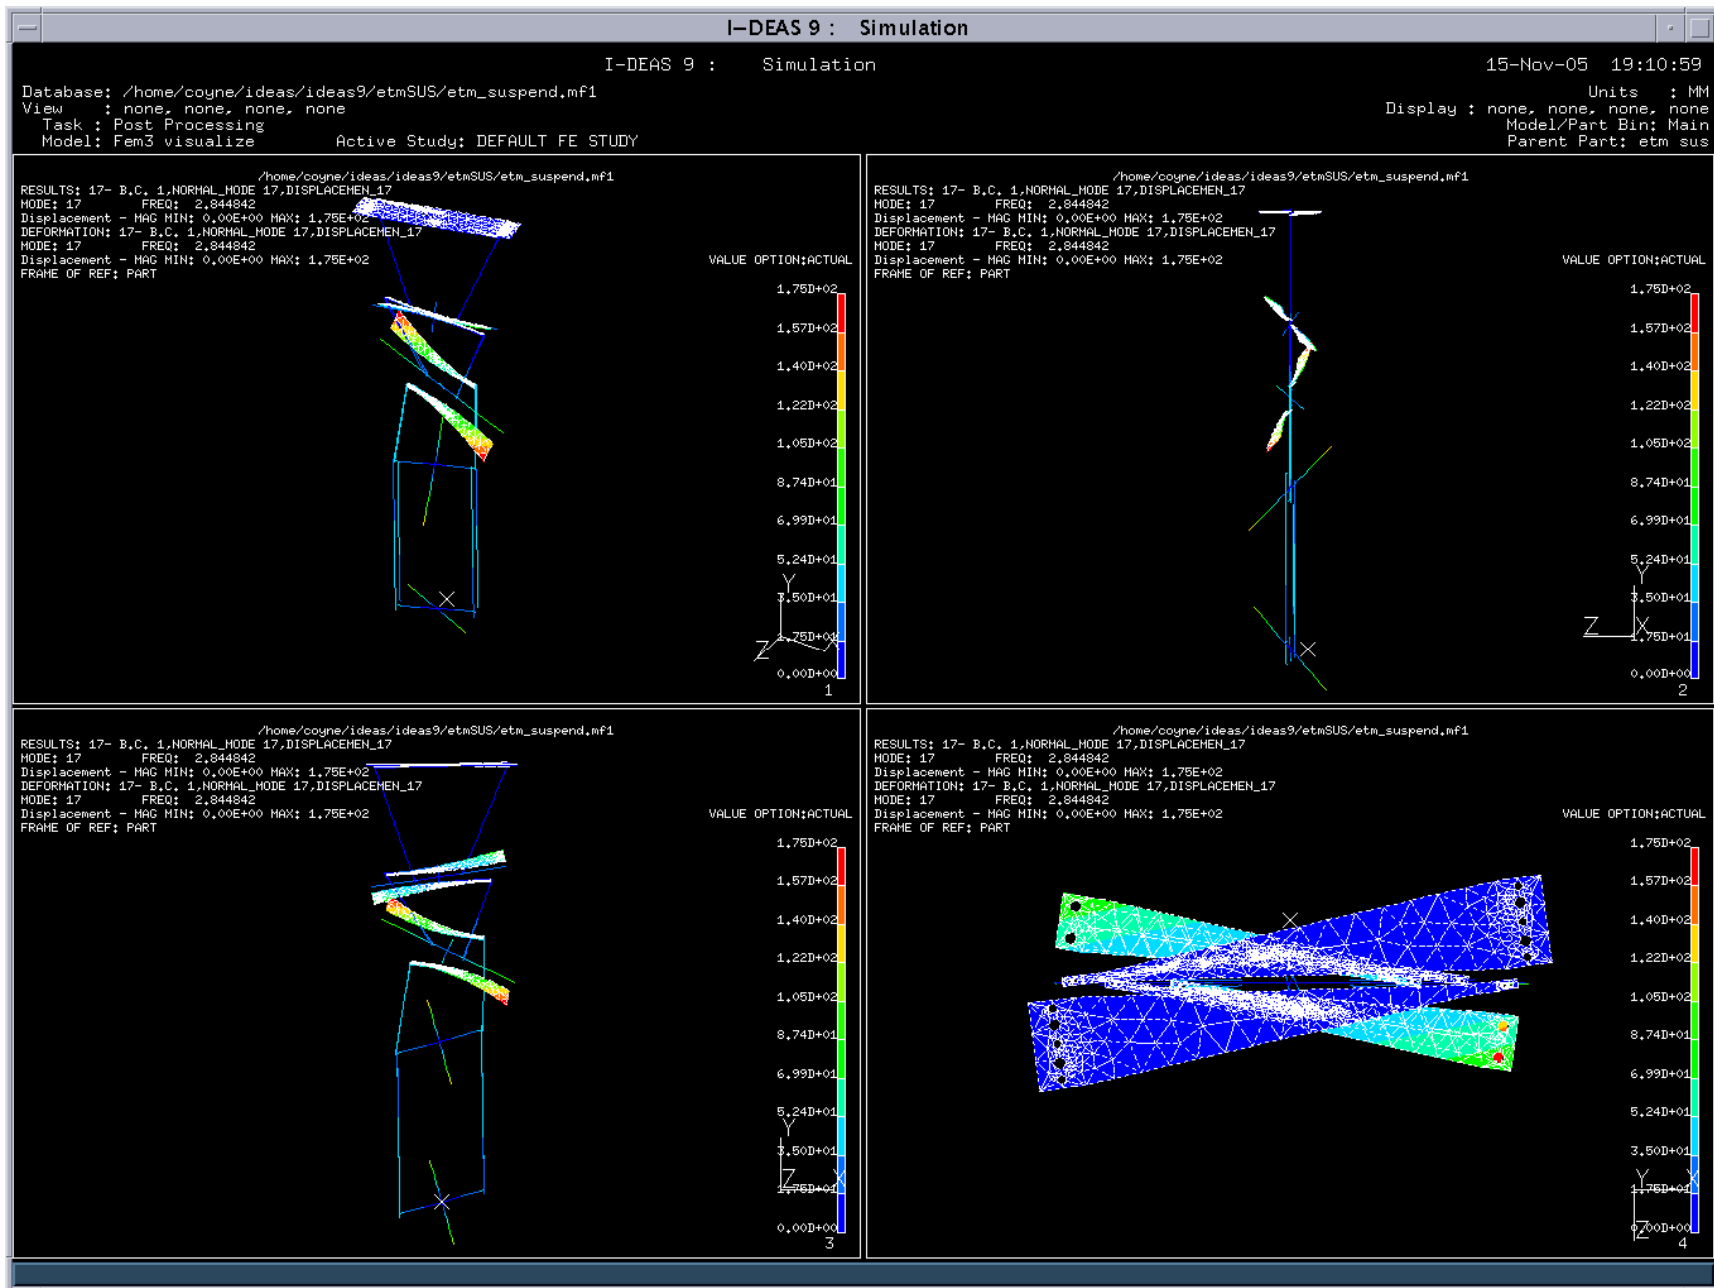 I-DEAS 9 :   Simulation
I-DEAS 9 :    Simulation
15-Nov-05  19:10:59
Database: /home/coyne/ideas/ideas9/etmSUS/etm_suspend.mf1
Units   : MM
View    : none, none, none, none
Display : none, none, none, none
Task : Post Processing
Model/Part Bin: Main
Model: Fem3 visualize       Active Study: DEFAULT FE STUDY
Parent Part: etm sus
/home/coyne/ideas/ideas9/etmSUS/etm_suspend.mf1
RESULTS: 17- B.C. 1,NORMAL_MODE 17,DISPLACEMEN_17
MODE: 17     FREQ:  2.844842
Displacement - MAG MIN: 0.00E+00 MAX: 1.75E+02
DEFORMATION: 17- B.C. 1,NORMAL_MODE 17,DISPLACEMEN_17
MODE: 17     FREQ:  2.844842
Displacement - MAG MIN: 0.00E+00 MAX: 1.75E+02
FRAME OF REF: PART
VALUE OPTION:ACTUAL
1.75D+02
1.57D+02
1.40D+02
1.22D+02
1.05D+02
8.74D+01
6.99D+01
5.24D+01
Y
3.50D+01
1.75D+01
Z
X
0.00D+00
1
/home/coyne/ideas/ideas9/etmSUS/etm_suspend.mf1
RESULTS: 17- B.C. 1,NORMAL_MODE 17,DISPLACEMEN_17
MODE: 17     FREQ:  2.844842
Displacement - MAG MIN: 0.00E+00 MAX: 1.75E+02
DEFORMATION: 17- B.C. 1,NORMAL_MODE 17,DISPLACEMEN_17
MODE: 17     FREQ:  2.844842
Displacement - MAG MIN: 0.00E+00 MAX: 1.75E+02
FRAME OF REF: PART
VALUE OPTION:ACTUAL
1.75D+02
1.57D+02
1.40D+02
1.22D+02
1.05D+02
8.74D+01
6.99D+01
5.24D+01
Y
3.50D+01
Z
X
1.75D+01
0.00D+00
2
/home/coyne/ideas/ideas9/etmSUS/etm_suspend.mf1
RESULTS: 17- B.C. 1,NORMAL_MODE 17,DISPLACEMEN_17
MODE: 17     FREQ:  2.844842
Displacement - MAG MIN: 0.00E+00 MAX: 1.75E+02
DEFORMATION: 17- B.C. 1,NORMAL_MODE 17,DISPLACEMEN_17
MODE: 17     FREQ:  2.844842
Displacement - MAG MIN: 0.00E+00 MAX: 1.75E+02
FRAME OF REF: PART
VALUE OPTION:ACTUAL
1.75D+02
1.57D+02
1.40D+02
1.22D+02
1.05D+02
8.74D+01
6.99D+01
5.24D+01
Y
3.50D+01
Z
X
1.75D+01
0.00D+00
3
/home/coyne/ideas/ideas9/etmSUS/etm_suspend.mf1
RESULTS: 17- B.C. 1,NORMAL_MODE 17,DISPLACEMEN_17
MODE: 17     FREQ:  2.844842
Displacement - MAG MIN: 0.00E+00 MAX: 1.75E+02
DEFORMATION: 17- B.C. 1,NORMAL_MODE 17,DISPLACEMEN_17
MODE: 17     FREQ:  2.844842
Displacement - MAG MIN: 0.00E+00 MAX: 1.75E+02
FRAME OF REF: PART
VALUE OPTION:ACTUAL
1.75D+02
1.57D+02
1.40D+02
1.22D+02
1.05D+02
8.74D+01
6.99D+01
5.24D+01
3.50D+01
Y
X
1.75D+01
Z
0.00D+00
4